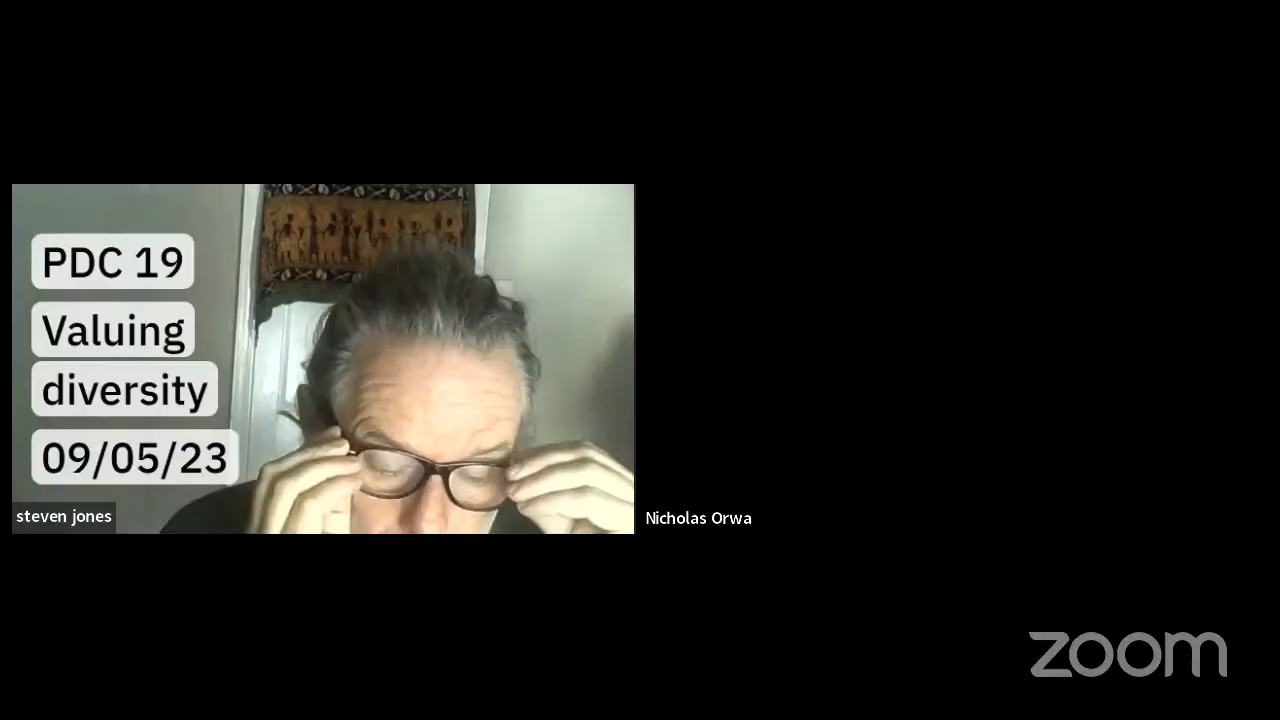 PDC 19
Valuing
diversity
09/05/23
steven jones
Nicholas Orwa
zoom